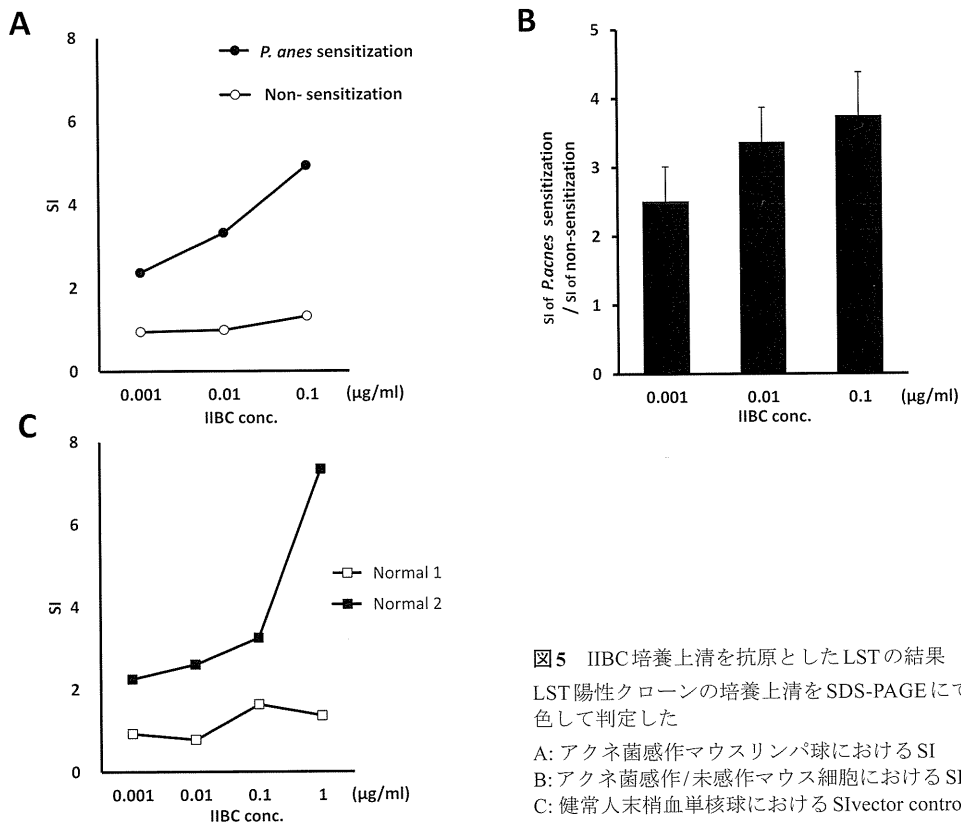 A
8
6
4
2
0
SI
P. anes sensitization
Non- sensitization
0.001 0.01 0.1 (μg/ml)
IIBC conc.
B
5
4
3
2
1
0
SI of P.acnes sensitization
/ SI of non-sensitization
0.001 0.01 0.1 (μg/ml)
IIBC conc.
C
8
6
4
2
0
SI
Normal 1
Normal 2
0.001 0.01 0.1 1 (μg/ml)
IIBC conc.
図5 IIBC培養上清を抗原としたLSTの結果
LST陽性クローンの培養上清をSDS-PAGEにて
色して判定した
A: アクネ菌感作マウスリンパ球におけるSI
B: アクネ菌感作/未感作マウス細胞におけるSI
C: 健常人末梢血単核球におけるSIvector contro